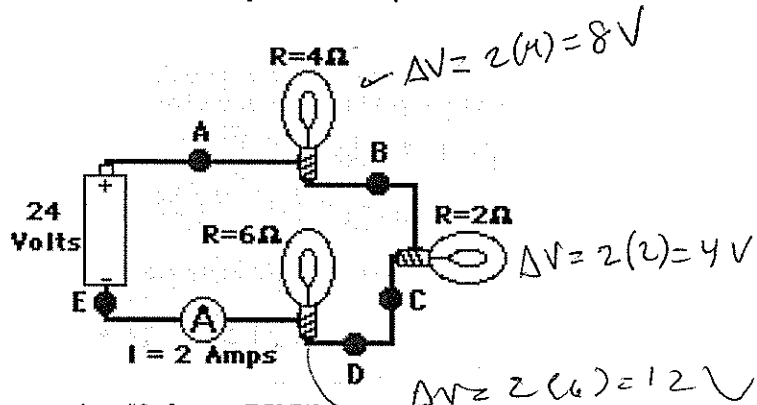 R=4Ω
ΔV = 2(4) = 8V
A
B
+
24
Volts
-
R=6Ω
R=2Ω
ΔV = 2(2) = 4V
E
A
C
I = 2 Amps
D
ΔV = 2(6) = 12V